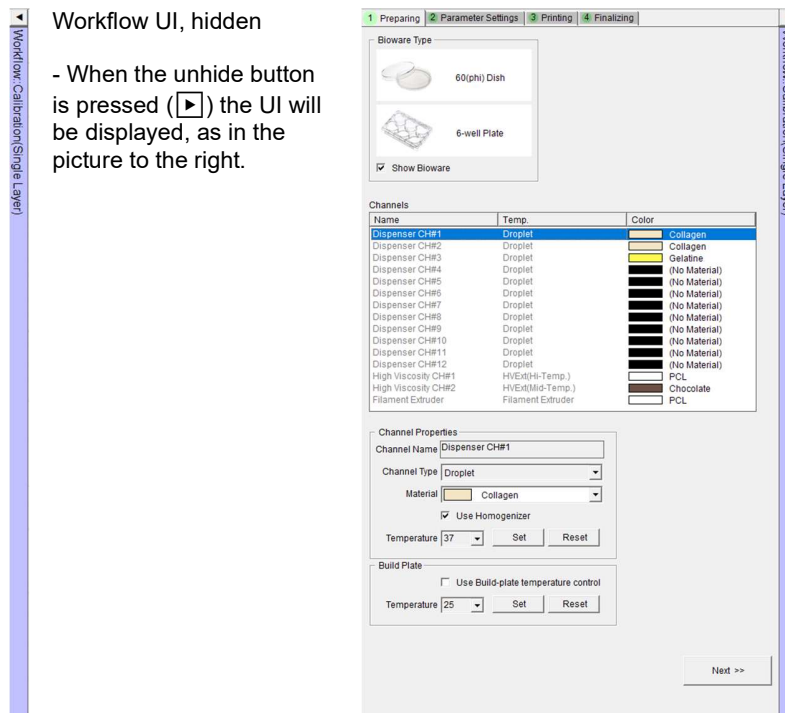 Workflow::Calibration(Single Layer)
Workflow UI, hidden
- When the unhide button
is pressed (▶) the UI will
be displayed, as in the
picture to the right.
1 Preparing 2 Parameter Settings 3 Printing 4 Finalizing
Bioware Type
60(phi) Dish
6-well Plate
Show Bioware
Channels
Name Temp. Color
Dispenser CH#1 Droplet Collagen
Dispenser CH#2 Droplet Collagen
Dispenser CH#3 Droplet Gelatine
Dispenser CH#4 Droplet (No Material)
Dispenser CH#5 Droplet (No Material)
Dispenser CH#6 Droplet (No Material)
Dispenser CH#7 Droplet (No Material)
Dispenser CH#8 Droplet (No Material)
Dispenser CH#9 Droplet (No Material)
Dispenser CH#10 Droplet (No Material)
Dispenser CH#11 Droplet (No Material)
Dispenser CH#12 Droplet (No Material)
High Viscosity CH#1 HVExt(Hi-Temp.) PCL
High Viscosity CH#2 HVExt(Mid-Temp.) Chocolate
Filament Extruder Filament Extruder PCL
Channel Properties
Channel Name Dispenser CH#1
Channel Type Droplet
Material Collagen
Use Homogenizer
Temperature 37 Set Reset
Build Plate
Use Build-plate temperature control
Temperature 25 Set Reset
Next >>